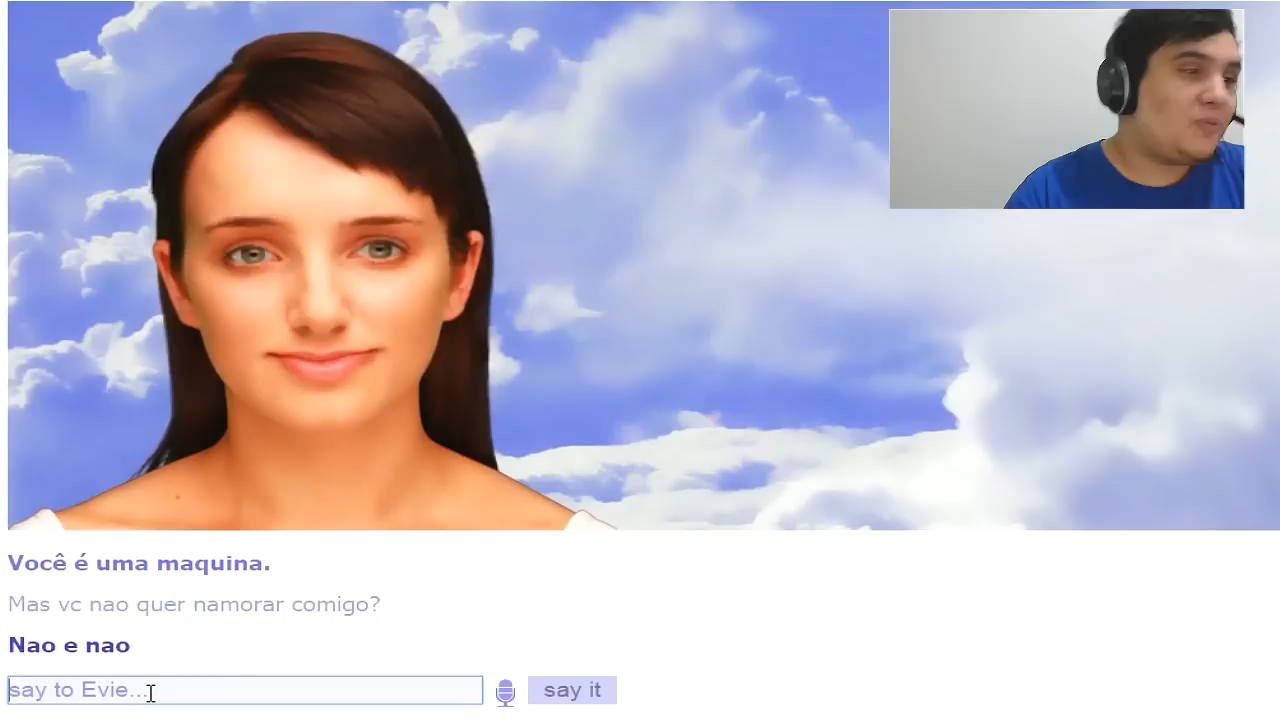 Você é uma maquina.
Mas vc nao quer namorar comigo?
Nao e nao
say to Evie...
say it